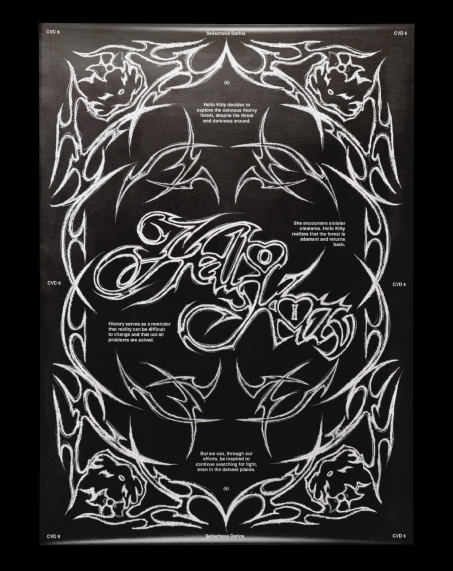 CVD 6
Selischeva Darina
CVD 6
Hello Kitty decides to
explore the ominous thorny
forest, despite the threat
and darkness around.
She encounters sinister
creatures. Hello Kitty
realizes that the forest is
adamant and returns
back.
Hello
Kitty
CVD 6
CVD 6
History serves as a reminder
that reality can be difficult
to change and that not all
problems are solved.
But we can, through our
efforts, be inspired to
continue searching for light,
even in the darkest places.
CVD 6
Selischeva Darina
CVD 6